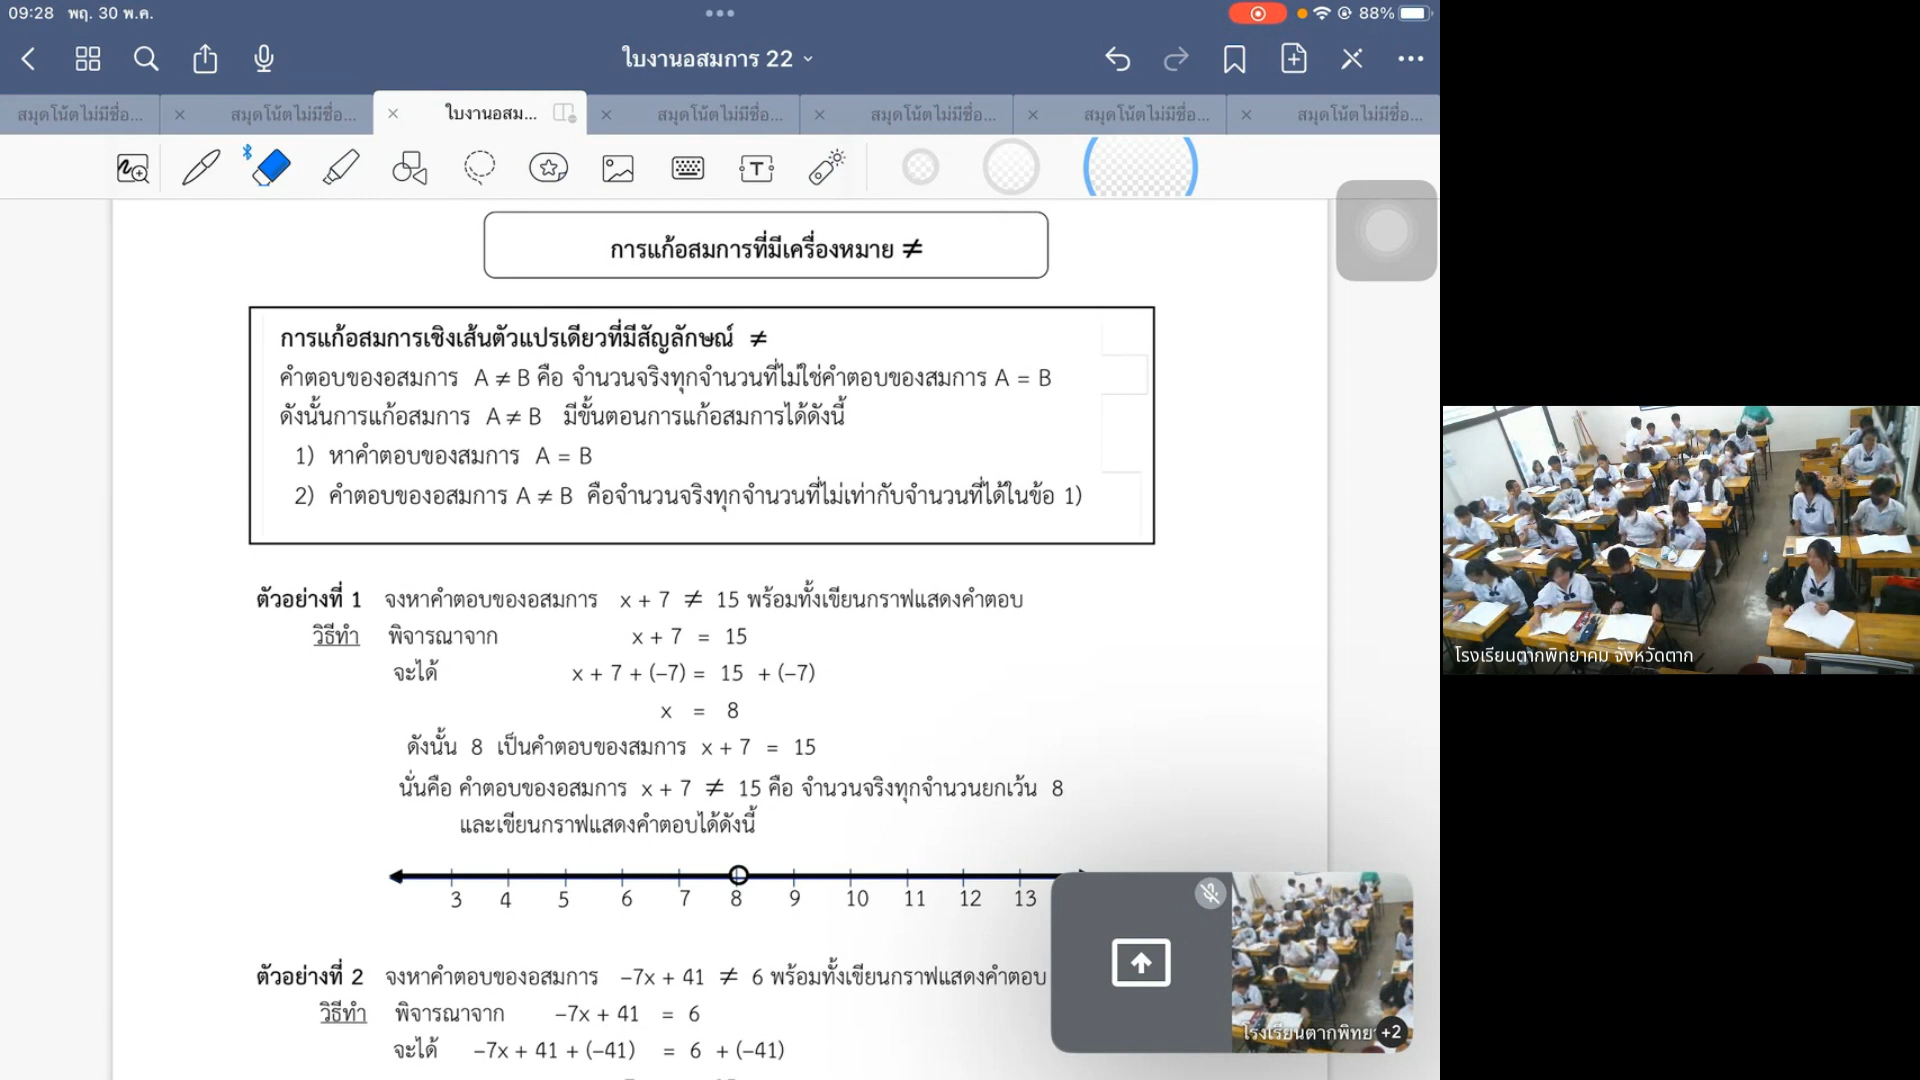 09:28 พฤ. 30 พ.ค.
88%
ใบงานอสมการ 22
สมุดโน้ตไม่มีชื่อ...
สมุดโน้ตไม่มีชื่อ...
ใบงานอสม...
สมุดโน้ตไม่มีชื่อ...
สมุดโน้ตไม่มีชื่อ...
สมุดโน้ตไม่มีชื่อ...
สมุดโน้ตไม่มีชื่อ...
การแก้อสมการที่มีเครื่องหมาย ≠
การแก้อสมการเชิงเส้นตัวแปรเดียวที่มีสัญลักษณ์ ≠
คำตอบของอสมการ A ≠ B คือ จำนวนจริงทุกจำนวนที่ไม่ใช่คำตอบของสมการ A = B
ดังนั้นการแก้อสมการ A ≠ B มีขั้นตอนการแก้อสมการได้ดังนี้
1) หาคำตอบของสมการ A = B
2) คำตอบของอสมการ A ≠ B คือจำนวนจริงทุกจำนวนที่ไม่เท่ากับจำนวนที่ได้ในข้อ 1)
ตัวอย่างที่ 1 จงหาคำตอบของอสมการ x + 7 ≠ 15 พร้อมทั้งเขียนกราฟแสดงคำตอบ
วิธีทำ พิจารณาจาก x + 7 = 15
จะได้ x + 7 + (–7) = 15 + (–7)
x = 8
ดังนั้น 8 เป็นคำตอบของสมการ x + 7 = 15
นั่นคือ คำตอบของอสมการ x + 7 ≠ 15 คือ จำนวนจริงทุกจำนวนยกเว้น 8
และเขียนกราฟแสดงคำตอบได้ดังนี้
3 4 5 6 7 8 9 10 11 12 13
ตัวอย่างที่ 2 จงหาคำตอบของอสมการ –7x + 41 ≠ 6 พร้อมทั้งเขียนกราฟแสดงคำตอบ
วิธีทำ พิจารณาจาก –7x + 41 = 6
จะได้ –7x + 41 + (–41) = 6 + (–41)
โรงเรียนตากพิทยา +2
โรงเรียนตากพิทยาคม จังหวัดตาก